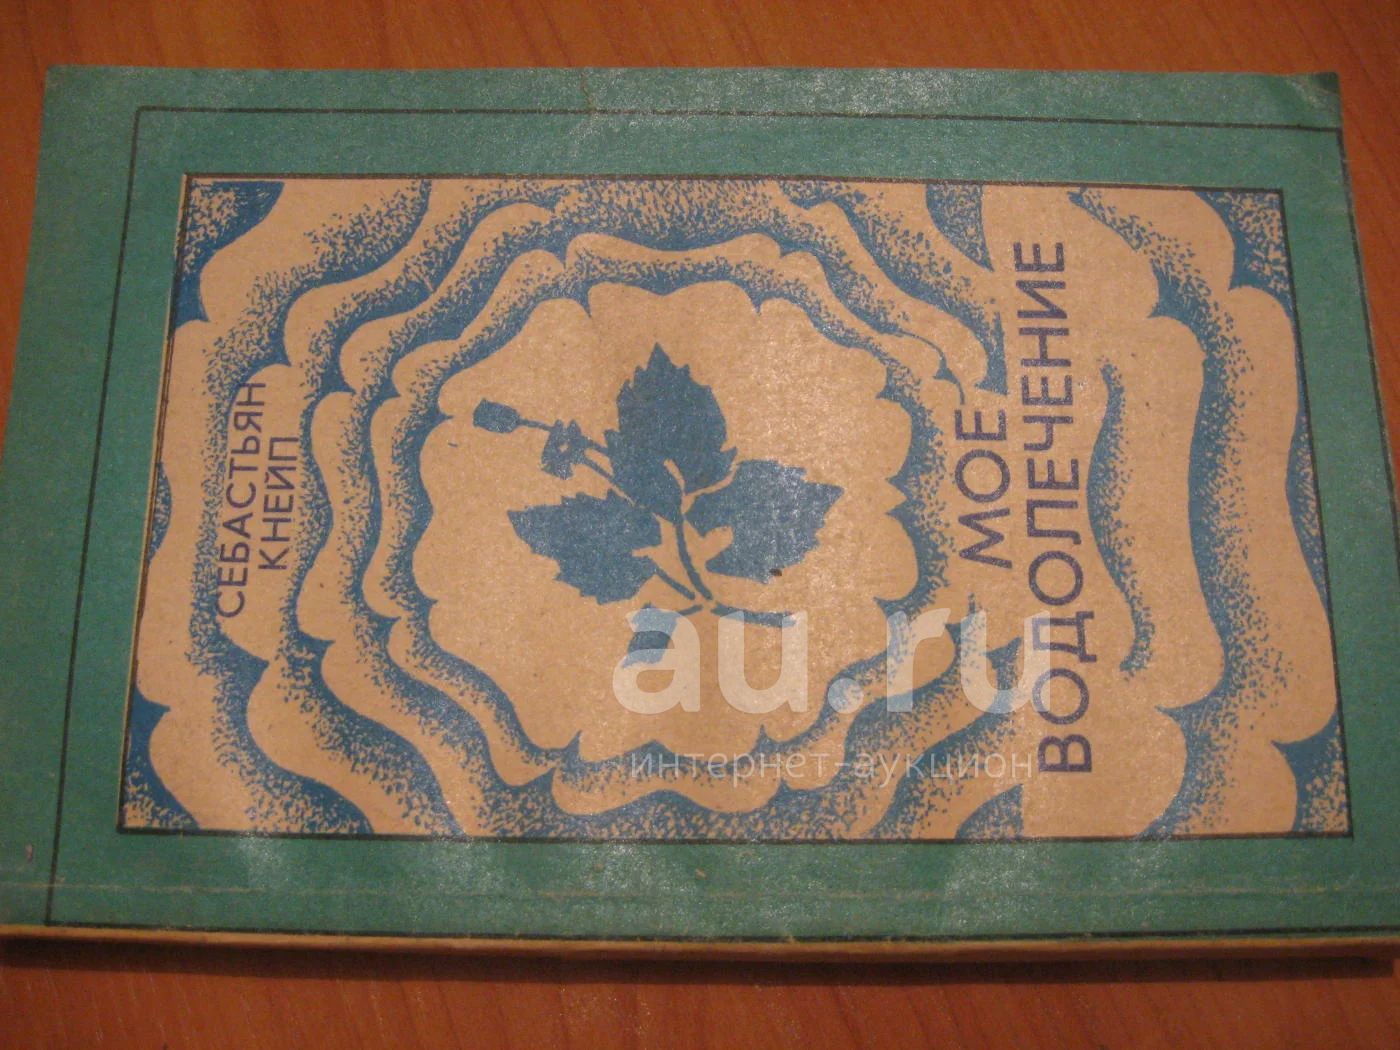 СЕБАСТЬЯН
КНЕЙП
МОЕ
ВОДОЛЕЧЕНИЕ
au.ru
интернет-аукцион